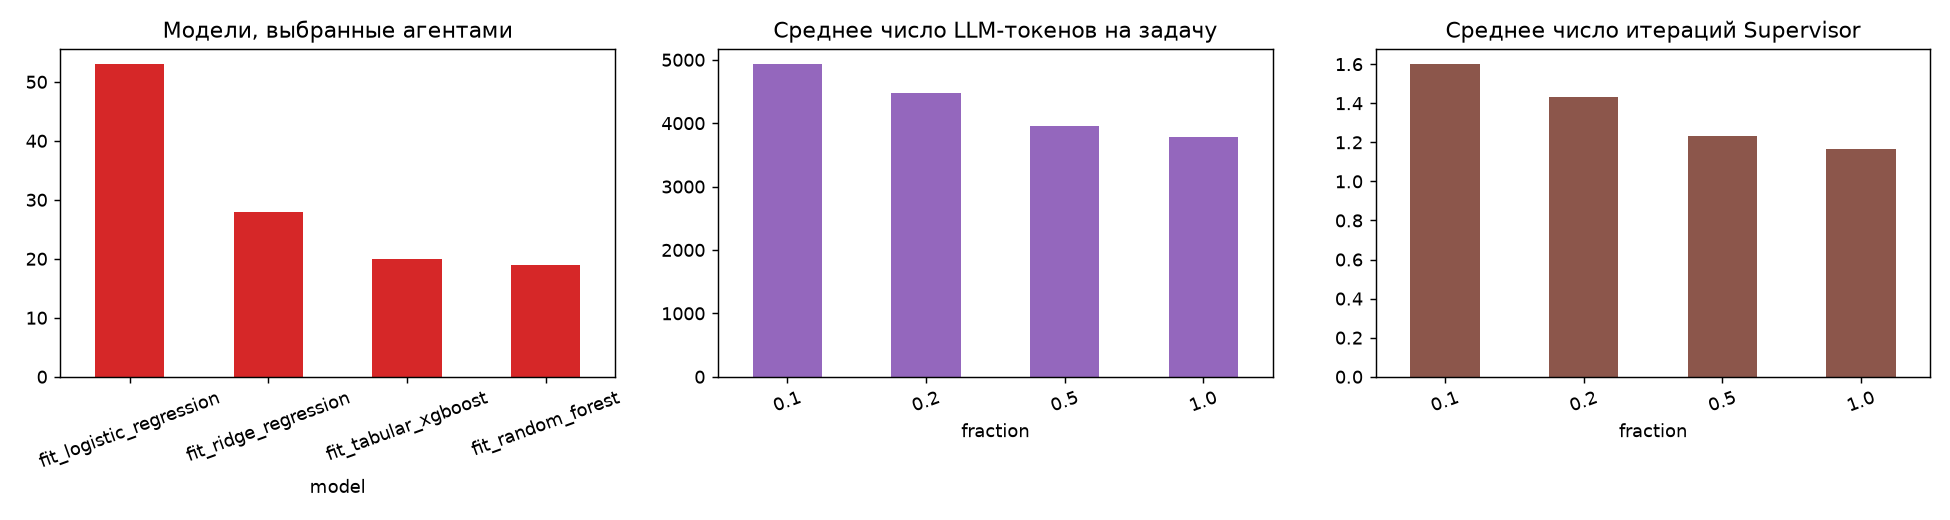 Модели, выбранные агентами
50
40
30
20
10
0
fit_logistic_regression
fit_ridge_regression
fit_tabular_xgboost
fit_random_forest
model
Среднее число LLM-токенов на задачу
5000
4000
3000
2000
1000
0
0.1
0.2
0.5
1.0
fraction
Среднее число итераций Supervisor
1.6
1.4
1.2
1.0
0.8
0.6
0.4
0.2
0.0
0.1
0.2
0.5
1.0
fraction